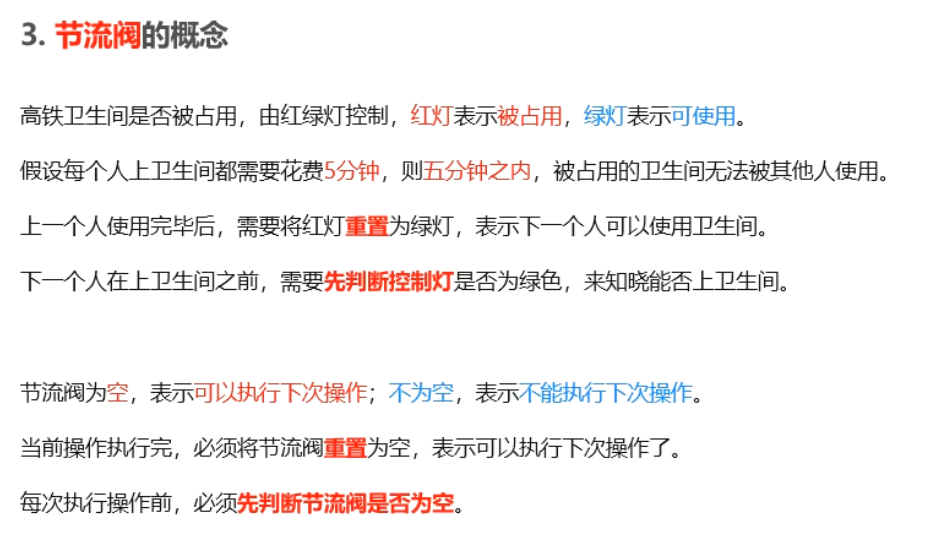 3. 节流阀的概念
高铁卫生间是否被占用，由红绿灯控制，红灯表示被占用，绿灯表示可使用。
假设每个人上卫生间都需要花费5分钟，则五分钟之内，被占用的卫生间无法被其他人使用。
上一个人使用完毕后，需要将红灯重置为绿灯，表示下一个人可以使用卫生间。
下一个人在上卫生间之前，需要先判断控制灯是否为绿色，来知晓能否上卫生间。
节流阀为空，表示可以执行下次操作；不为空，表示不能执行下次操作。
当前操作执行完，必须将节流阀重置为空，表示可以执行下次操作了。
每次执行操作前，必须先判断节流阀是否为空。